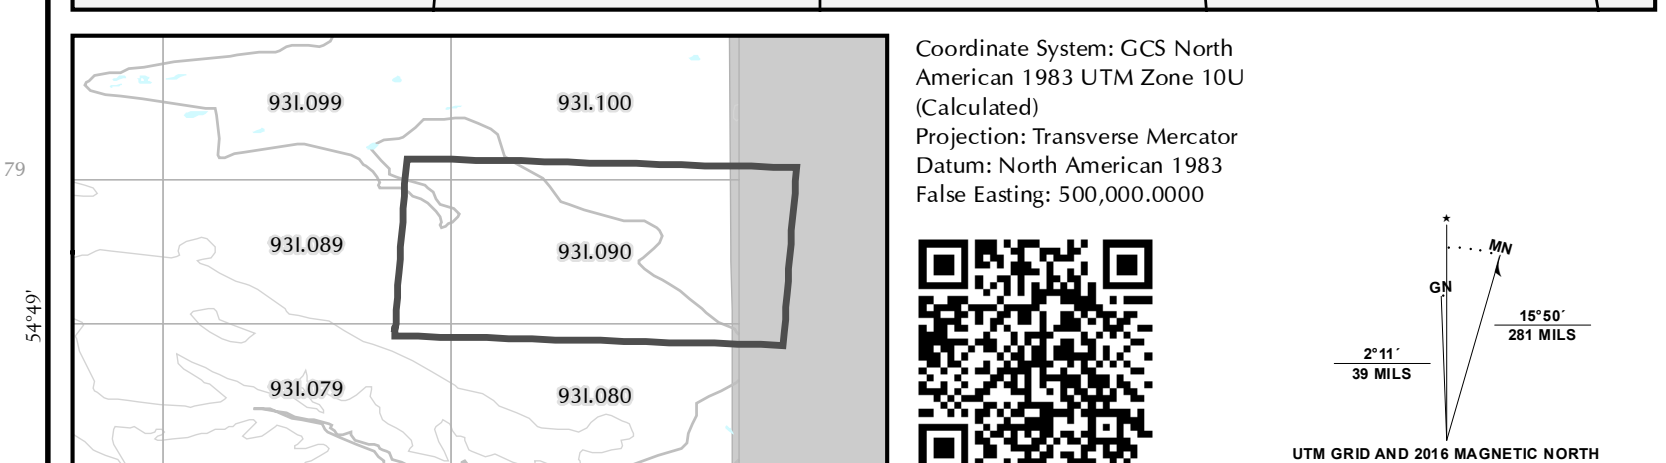 93I.099
93I.100
79
93I.089
93I.090
54°49'
93I.079
93I.080
Coordinate System: GCS North
American 1983 UTM Zone 10U
(Calculated)
Projection: Transverse Mercator
Datum: North American 1983
False Easting: 500,000.0000
MN
GN
15°50´
281 MILS
2°11´
39 MILS
UTM GRID AND 2016 MAGNETIC NORTH